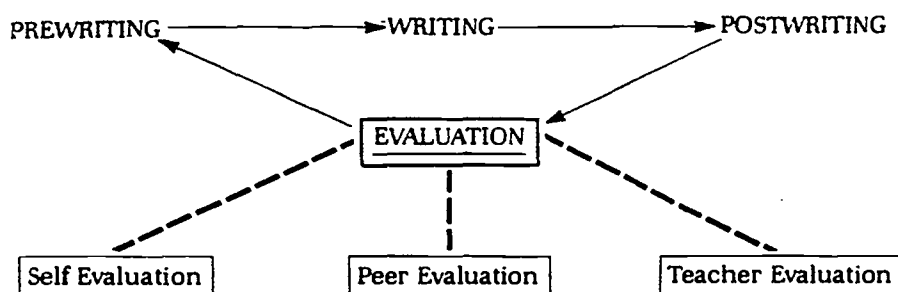 PREWRITING WRITING POSTWRITING
EVALUATION
Self Evaluation Peer Evaluation Teacher Evaluation